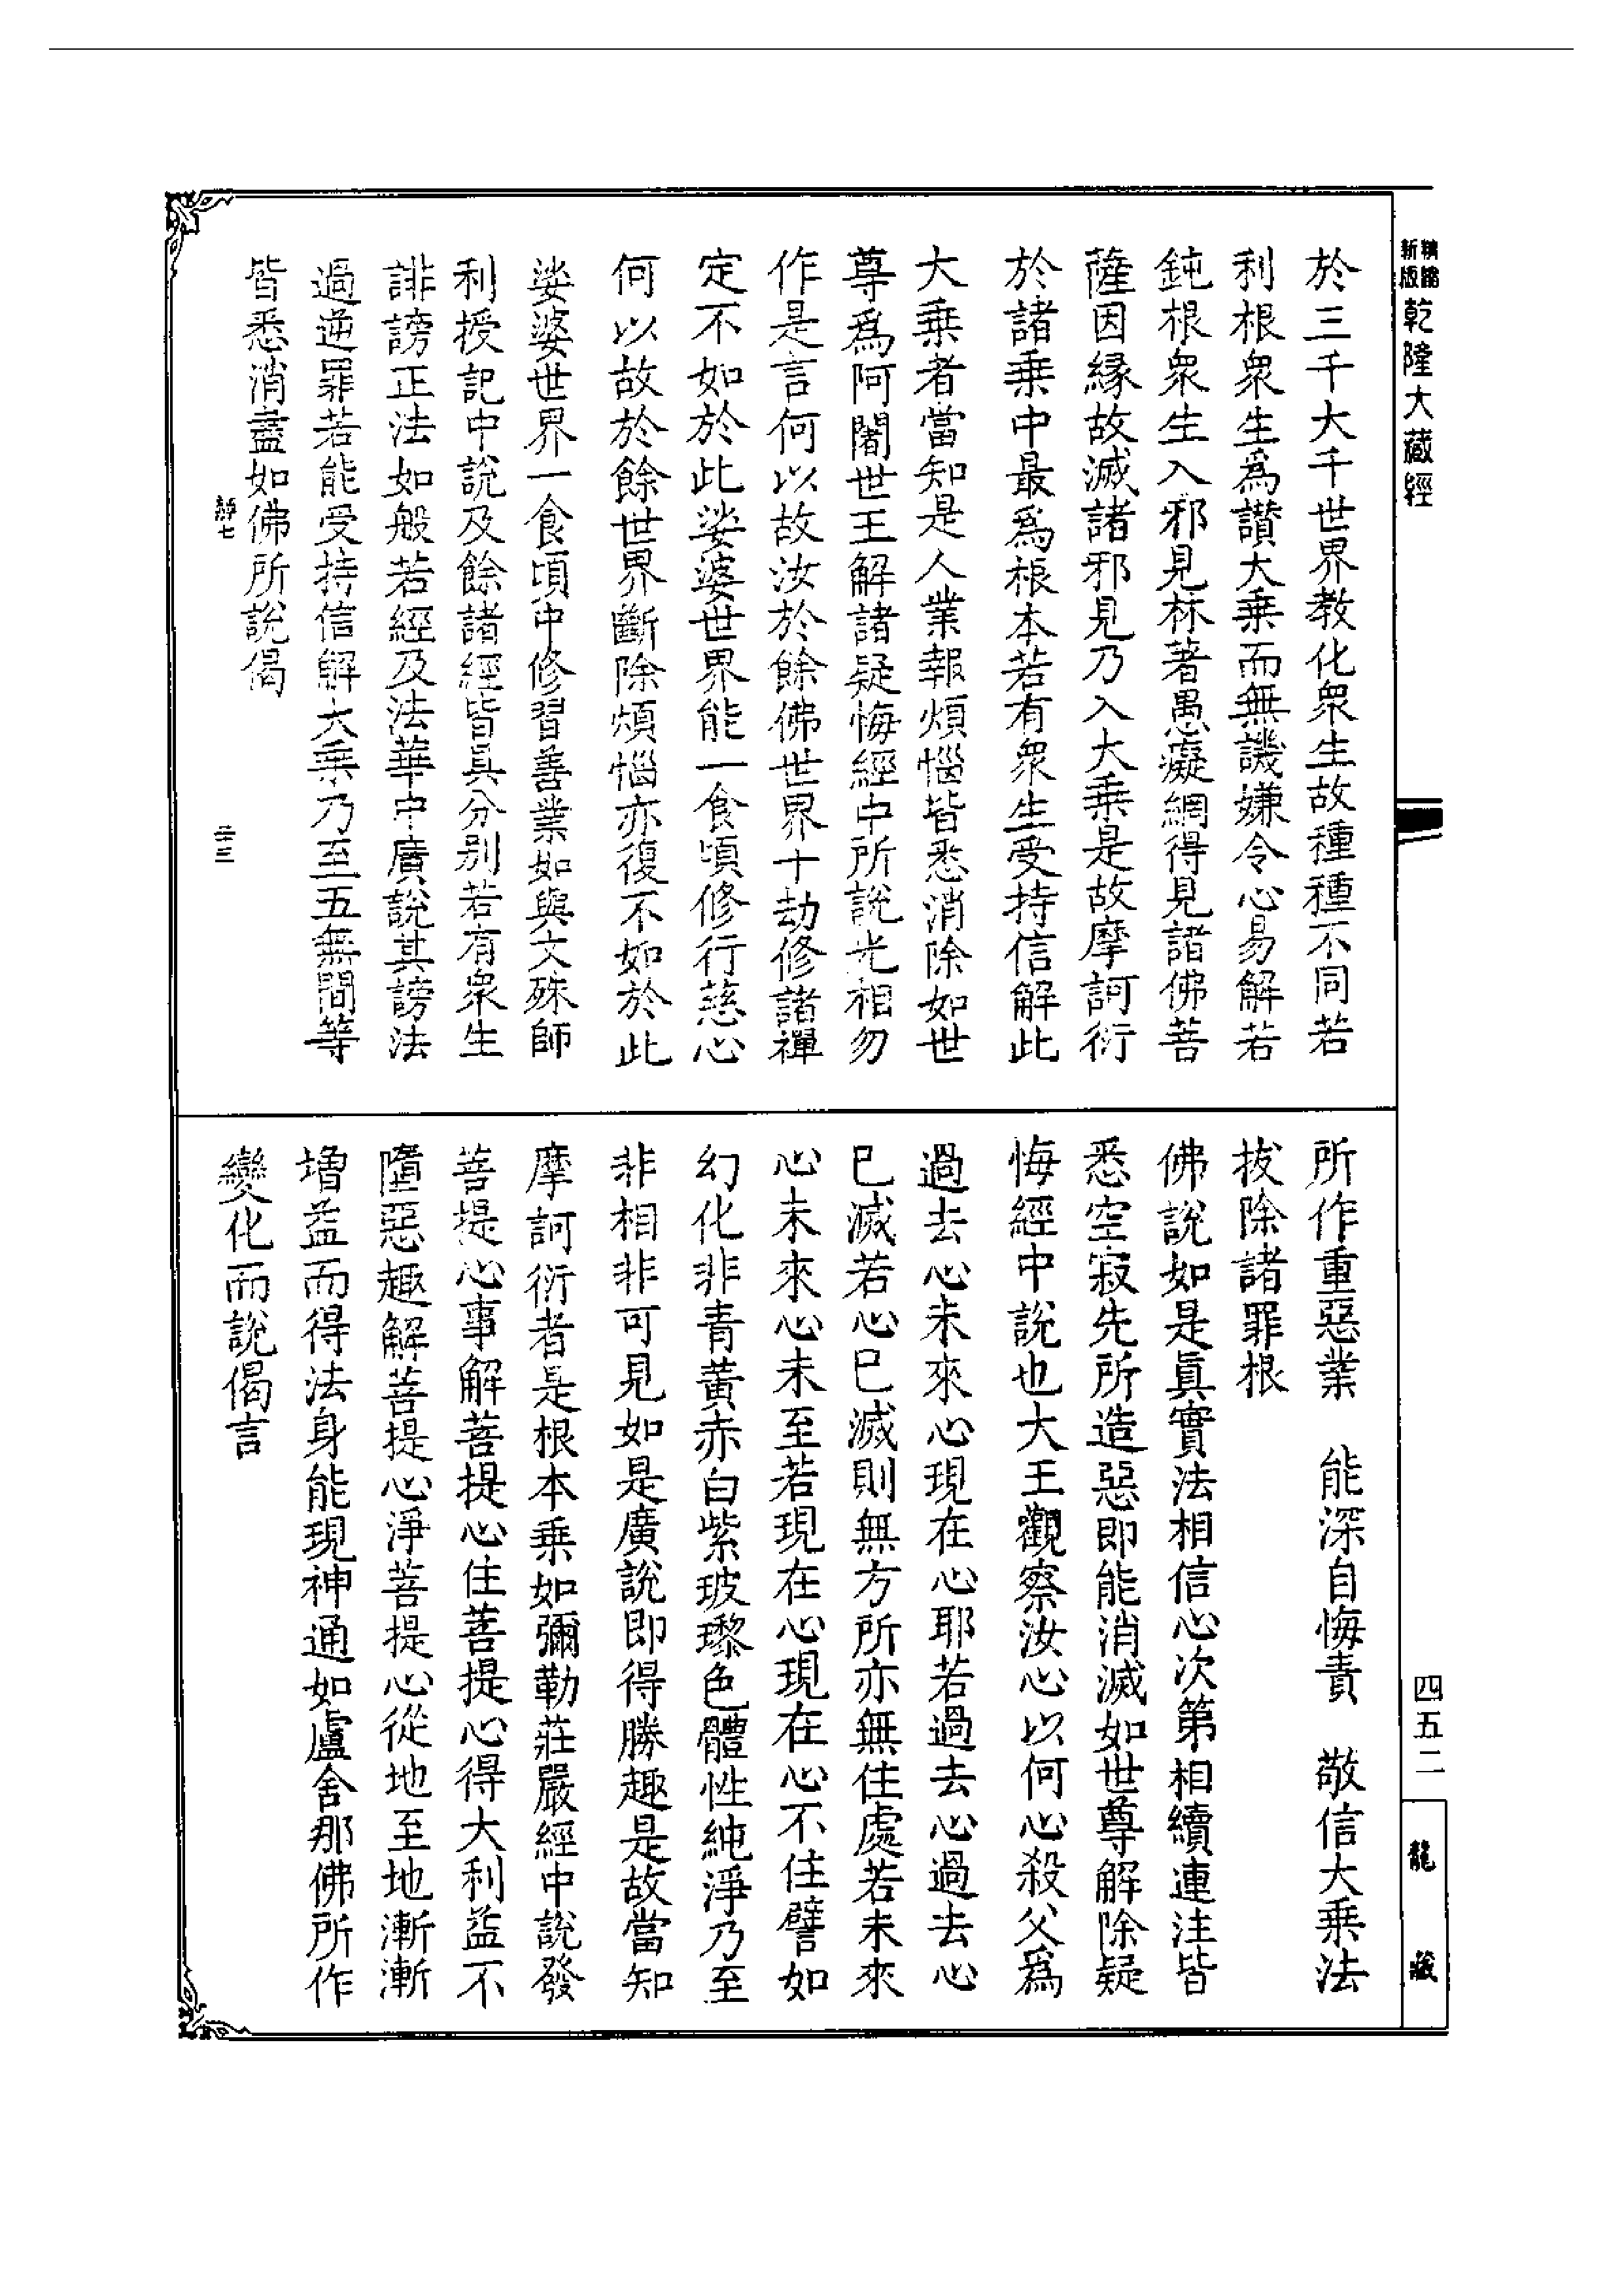 精編
新版
乾隆大藏經
於三千大千世界教化衆生故種種不同若
利根衆生爲讃大乗而無譏嫌令心易解若
鈍根衆生入邪見林著愚癡網得見諸佛菩
薩因縁故滅諸邪見乃入大乗是故摩訶衍
於諸乗中最爲根本若有衆生受持信解此
大乗者當知是人業報煩惱皆悉消除如世
尊爲阿闍世王解諸疑悔經中所説光相勿
作是言何以故汝於餘佛世界十劫修諸禪
定不如於此娑婆世界能一食頃修行慈心
何以故於餘世界斷除煩惱亦復不如於此
娑婆世界一食頃中修習善業如與文殊師
利授記中説及餘諸經皆具分別若有衆生
誹謗正法如般若經及法華中廣説其謗法
過逆罪若能受持信解大乗乃至五無間等
皆悉消盡如佛所説偈
靜七
二十三
所作重惡業　能深自悔責　敬信大乗法
拔除諸罪根
佛説如是眞實法相信心次第相續連注皆
悉空寂先所造惡即能消滅如世尊解除疑
悔經中説也大王觀察汝心以何心殺父爲
過去心未來心現在心耶若過去心過去心
已滅若心已滅則無方所亦無住處若未來
心未來心未至若現在心現在心不住譬如
幻化非青黄赤白紫玻瓈色體性純淨乃至
非相非可見如是廣説即得勝趣是故當知
摩訶衍者是根本乗如彌勒莊嚴經中説發
菩提心事解菩提心住菩提心得大利益不
墮惡趣解菩提心淨菩提心從地至地漸漸
增益而得法身能現神通如盧舍那佛所作
變化而説偈言
四五二
龍藏